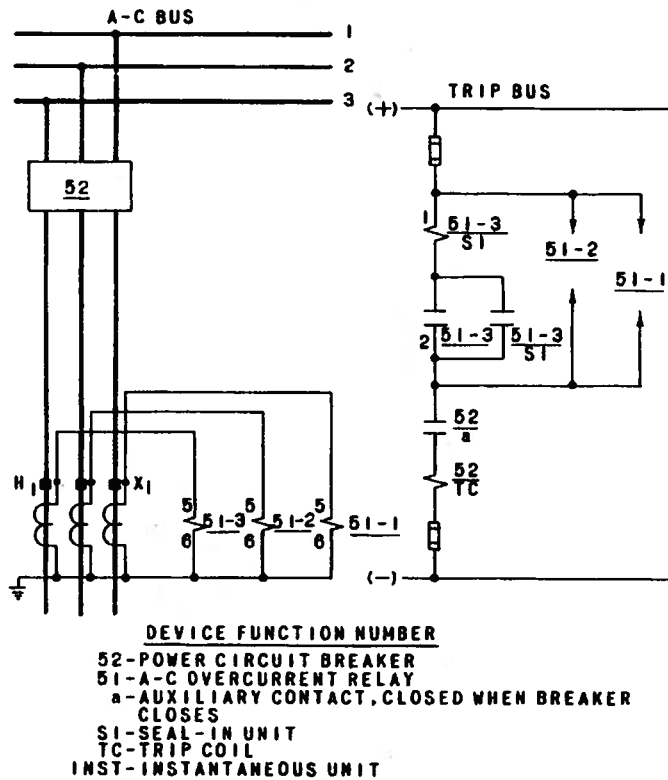 A-C BUS
1
2
3
52
H1
X1
5
6
51-3
5
6
51-2
5
6
51-1
TRIP BUS
(+)
1
51-3
SI
51-2
51-1
2
51-3
51-3
SI
52
a
52
TC
(-)
DEVICE FUNCTION NUMBER
52-POWER CIRCUIT BREAKER
51-A-C OVERCURRENT RELAY
a-AUXILIARY CONTACT, CLOSED WHEN BREAKER
CLOSES
SI-SEAL-IN UNIT
TC-TRIP COIL
INST-INSTANTANEOUS UNIT